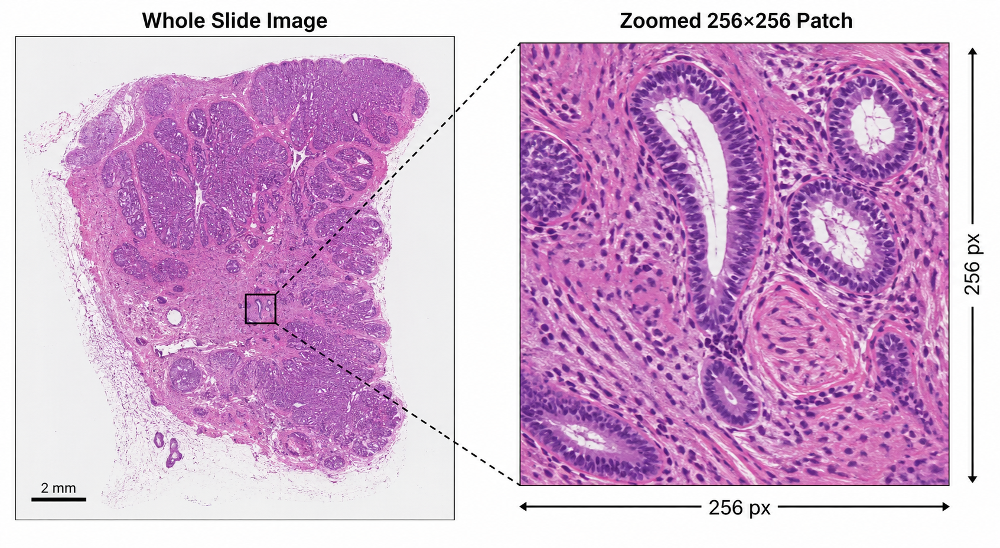 Whole Slide Image
Zoomed 256×256 Patch
2 mm
256 px
256 px